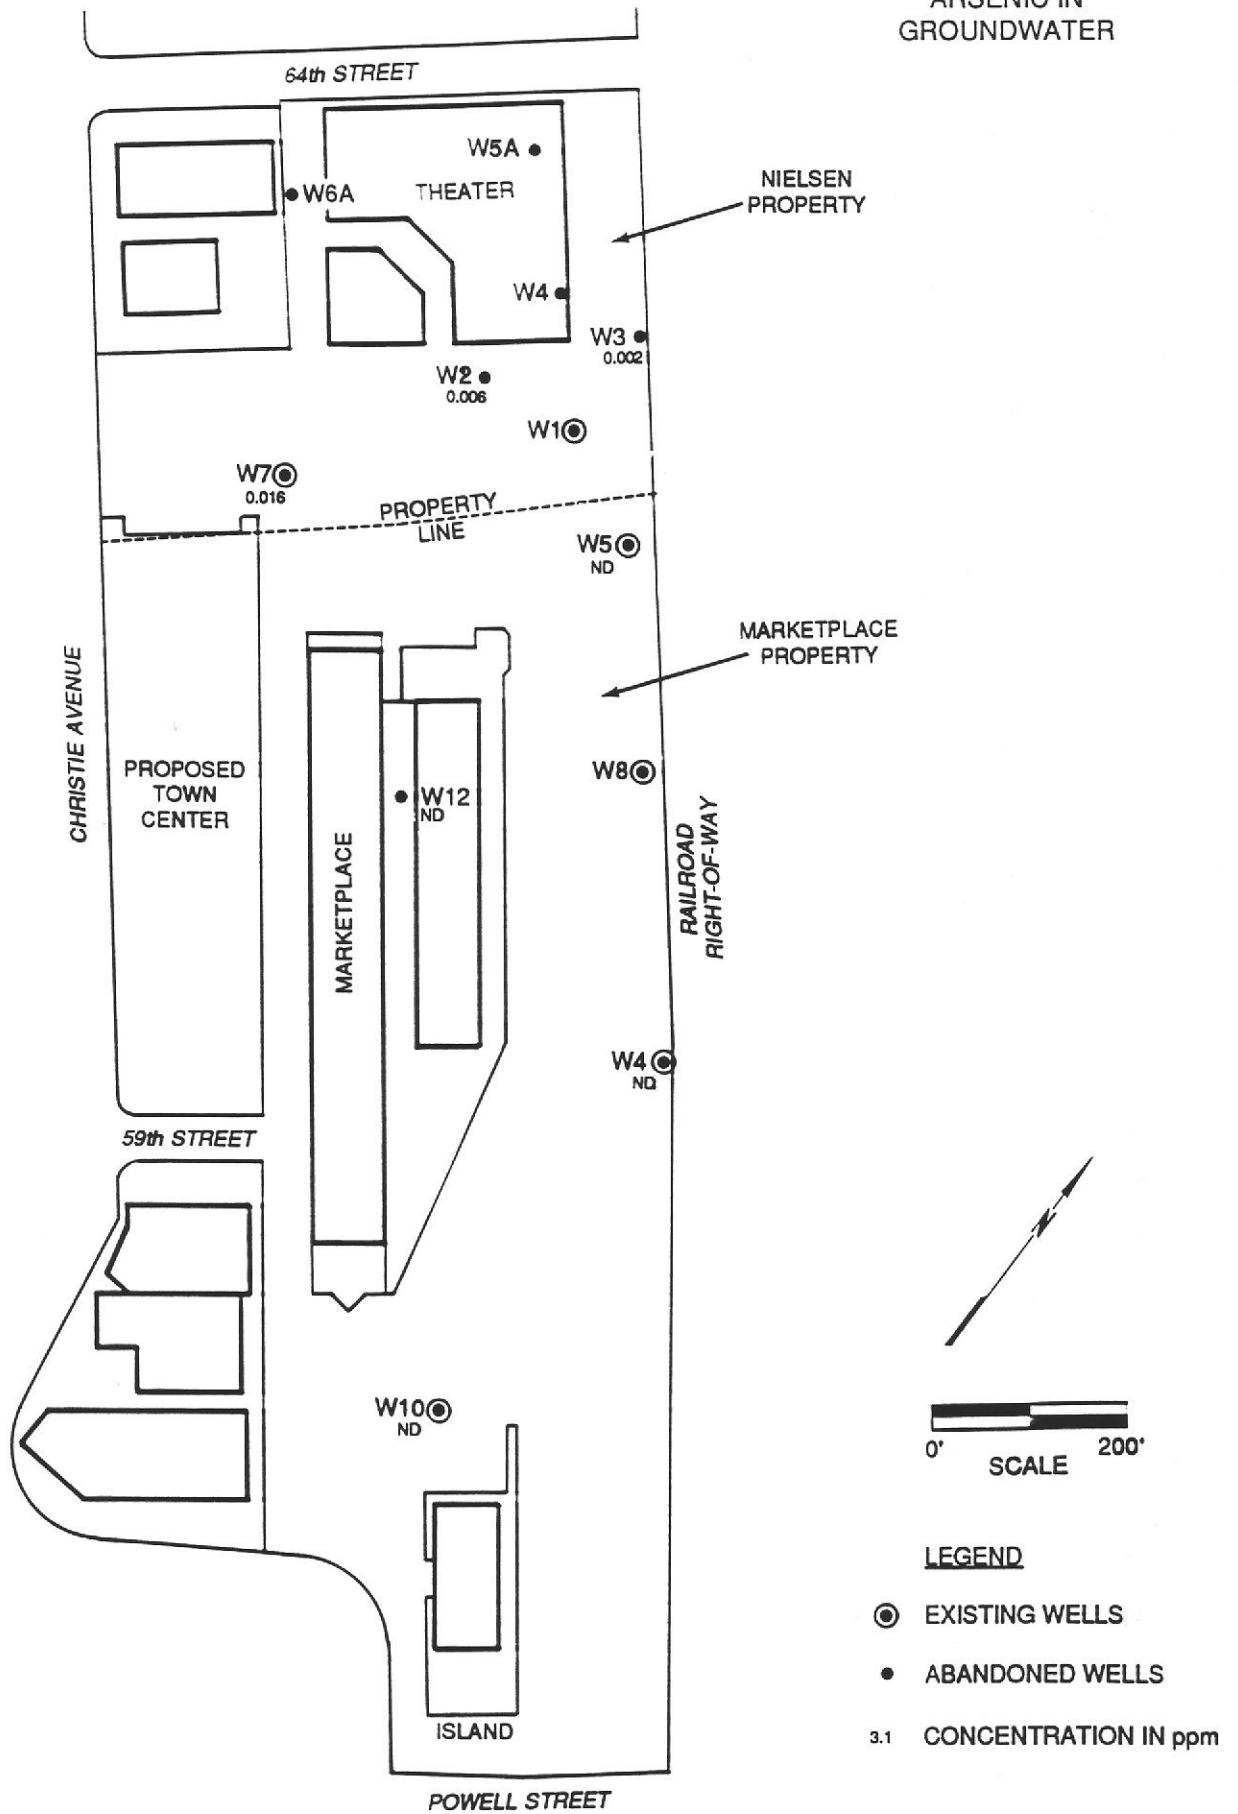 ARSENIC IN
GROUNDWATER
64th STREET
W5A
THEATER
W6A
NIELSEN
PROPERTY
W4
W3
0.002
W2
0.006
W1
W7
0.016
PROPERTY
LINE
W5
ND
MARKETPLACE
PROPERTY
CHRISTIE AVENUE
PROPOSED
TOWN
CENTER
W8
W12
ND
MARKETPLACE
RAILROAD
RIGHT-OF-WAY
W4
ND
59th STREET
N
W10
ND
0'
200'
SCALE
LEGEND
EXISTING WELLS
ABANDONED WELLS
3.1 CONCENTRATION IN ppm
ISLAND
POWELL STREET